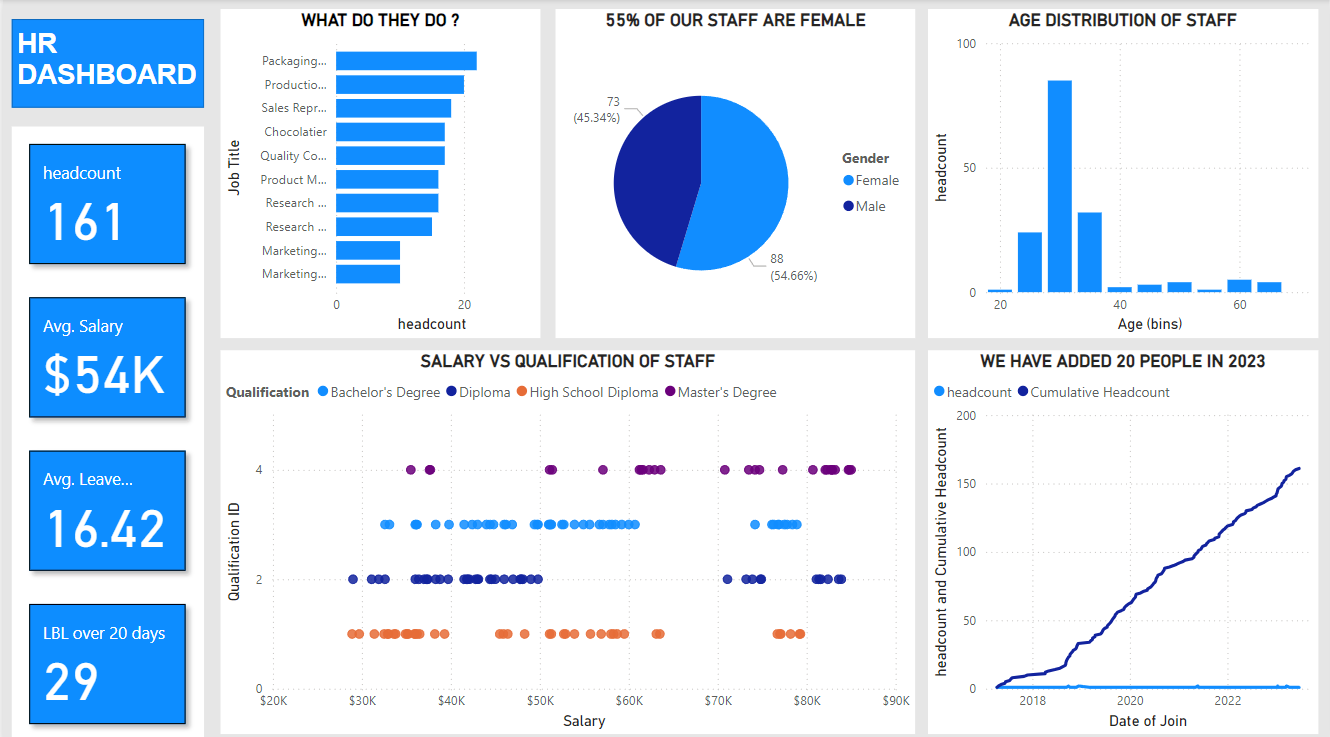 HR
DASHBOARD
headcount
161
Avg. Salary
$54K
Avg. Leave...
16.42
LBL over 20 days
29
WHAT DO THEY DO ?
Job Title
Packaging...
Productio...
Sales Repr...
Chocolatier
Quality Co...
Product M...
Research ...
Research ...
Marketing...
Marketing...
0 20
headcount
55% OF OUR STAFF ARE FEMALE
73
(45.34%)
88
(54.66%)
Gender
Female
Male
AGE DISTRIBUTION OF STAFF
headcount
100
50
0
20 40 60
Age (bins)
SALARY VS QUALIFICATION OF STAFF
Qualification Bachelor's Degree Diploma High School Diploma Master's Degree
Qualification ID
4
2
0
$20K $30K $40K $50K $60K $70K $80K $90K
Salary
WE HAVE ADDED 20 PEOPLE IN 2023
headcount Cumulative Headcount
headcount and Cumulative Headcount
200
150
100
50
0
2018 2020 2022
Date of Join